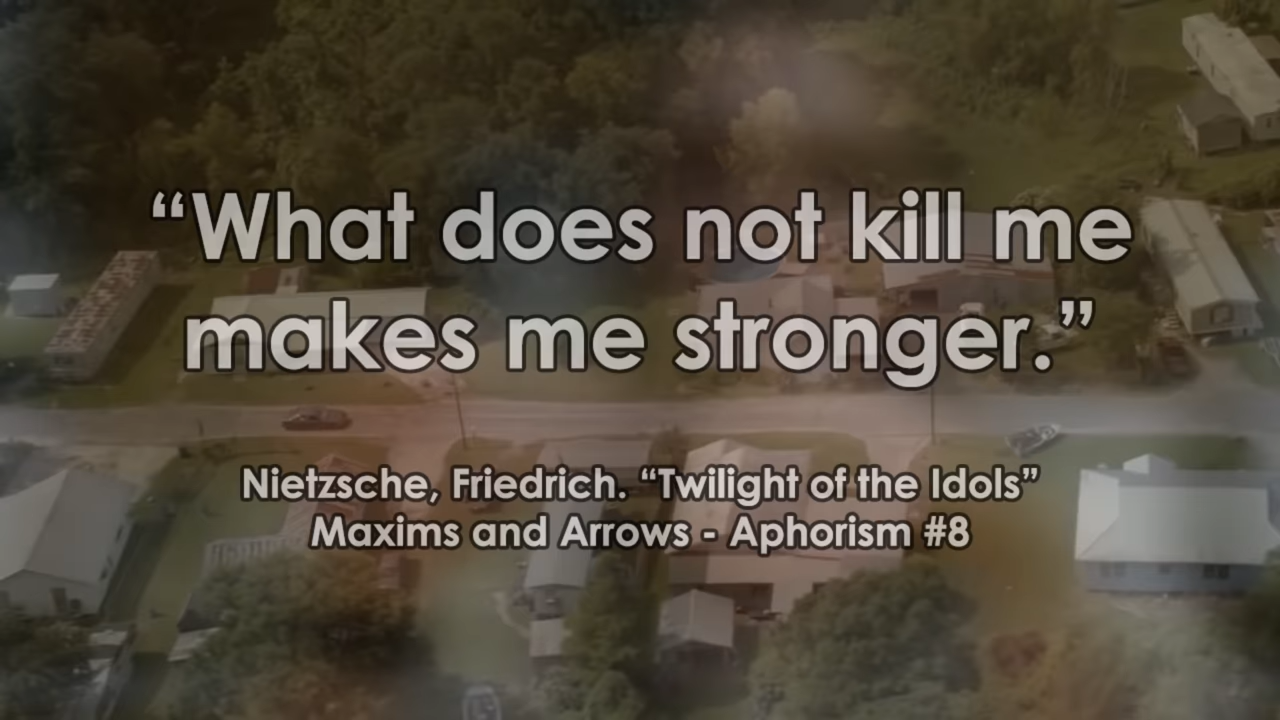 “What does not kill me
makes me stronger.”
Nietzsche, Friedrich. “Twilight of the Idols”
Maxims and Arrows - Aphorism #8